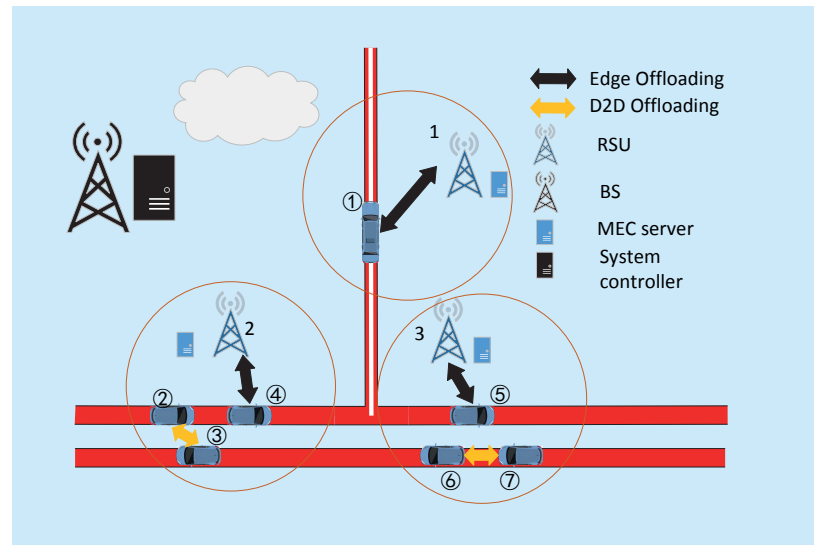 Edge Offloading
D2D Offloading
1
RSU
①
BS
MEC server
System
controller
2
3
②
④
⑤
③
⑥
⑦